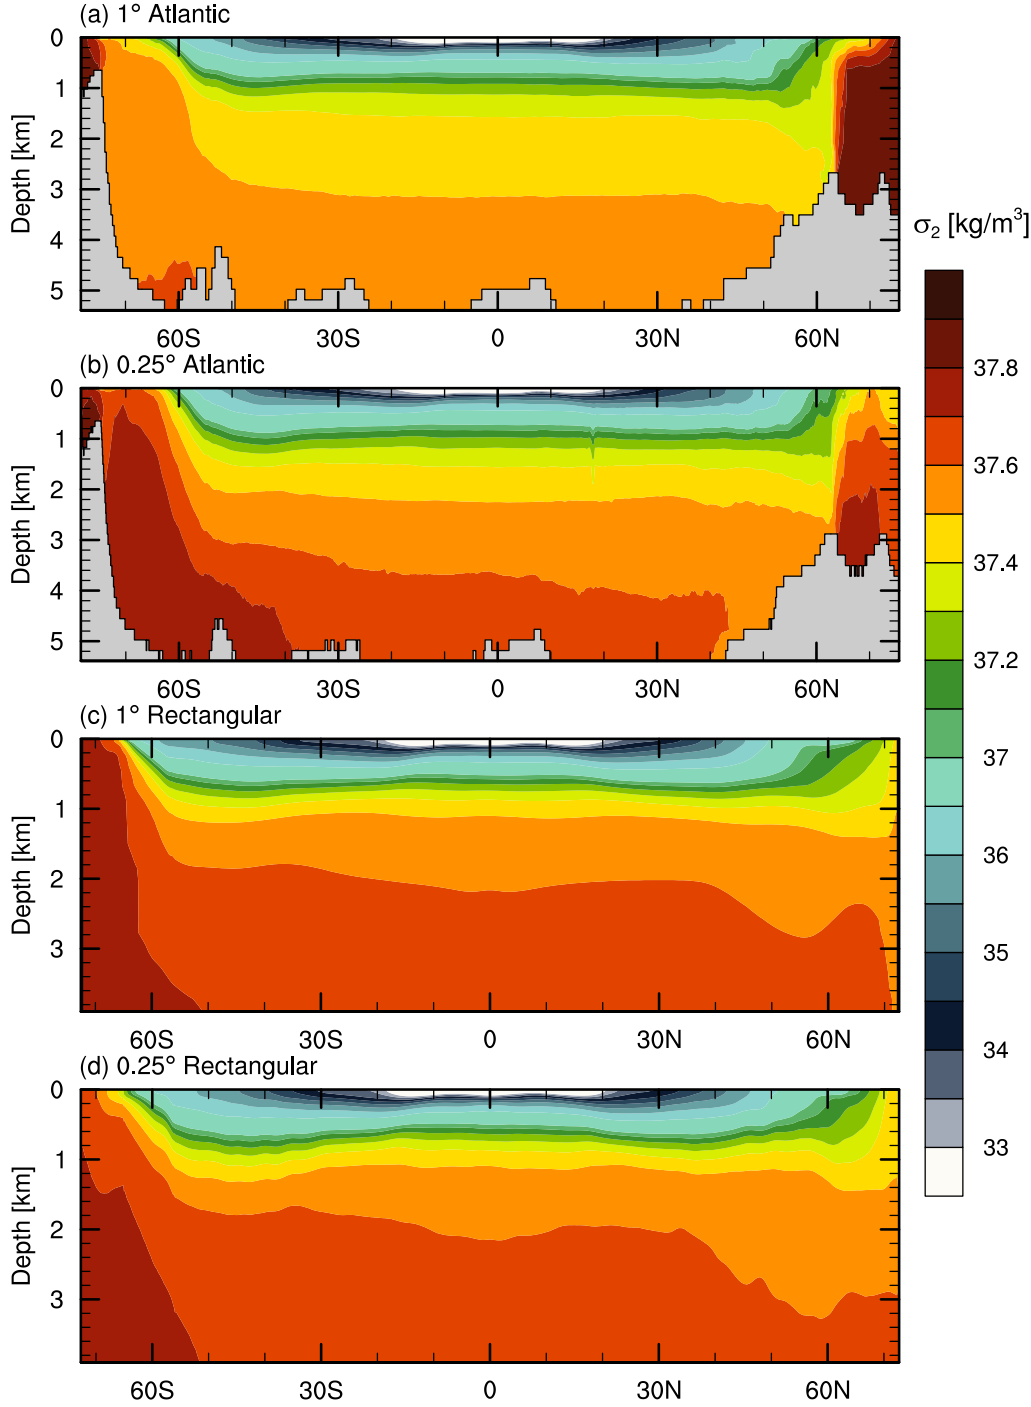 (a) 1° Atlantic
0
1
2
3
4
5
Depth [km]
60S 30S 0 30N 60N
(b) 0.25° Atlantic
0
1
2
3
4
5
Depth [km]
60S 30S 0 30N 60N
(c) 1° Rectangular
0
1
2
3
Depth [km]
60S 30S 0 30N 60N
(d) 0.25° Rectangular
0
1
2
3
Depth [km]
60S 30S 0 30N 60N
σ₂ [kg/m³]
37.8
37.6
37.4
37.2
37
36
35
34
33